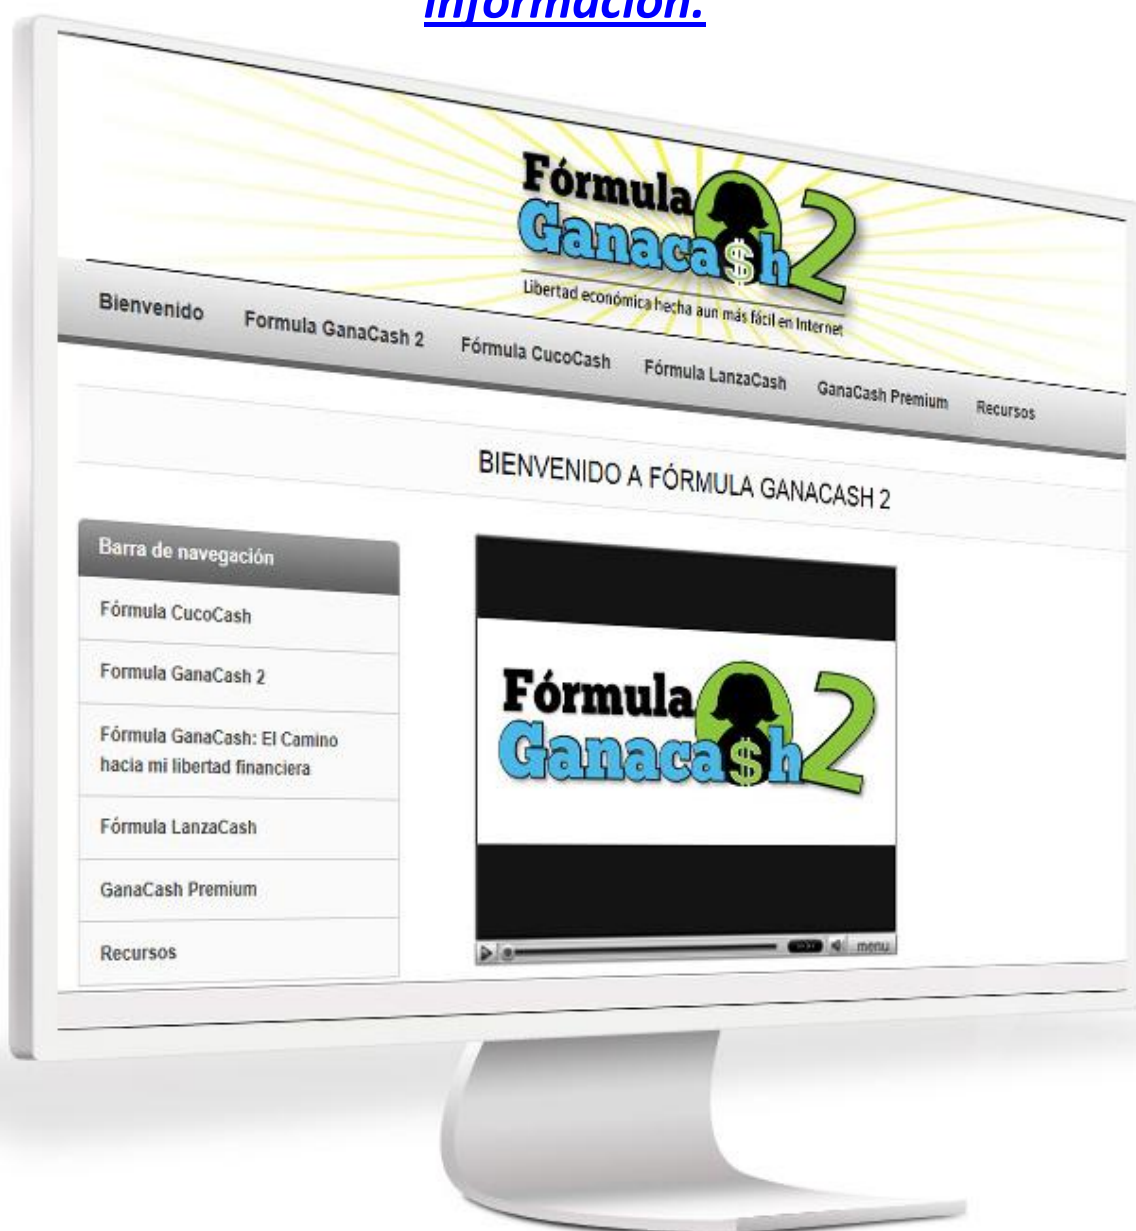 información.
Fórmula
Ganaca$h 2
Libertad económica hecha aun más fácil en Internet
Bienvenido Formula GanaCash 2 Fórmula CucoCash Fórmula LanzaCash GanaCash Premium Recursos
BIENVENIDO A FÓRMULA GANACASH 2
Barra de navegación
Fórmula CucoCash
Formula GanaCash 2
Fórmula GanaCash: El Camino
hacia mi libertad financiera
Fórmula LanzaCash
GanaCash Premium
Recursos
Fórmula
Ganaca$h 2
menu